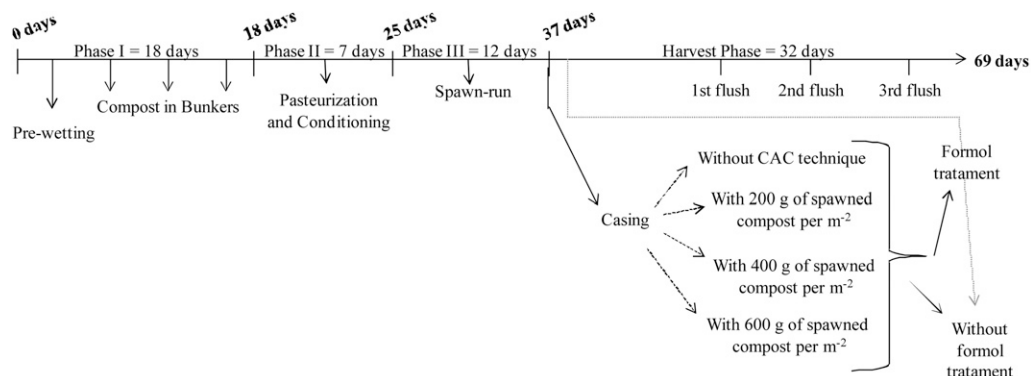 0 days
18 days
25 days
37 days
Phase I = 18 days
Phase II = 7 days
Phase III = 12 days
Harvest Phase = 32 days
69 days
Pre-wetting
Compost in Bunkers
Pasteurization
and Conditioning
Spawn-run
1st flush
2nd flush
3rd flush
Casing
Without CAC technique
With 200 g of spawned
compost per m⁻²
With 400 g of spawned
compost per m⁻²
With 600 g of spawned
compost per m⁻²
Formol
tratament
Without
formol
tratament